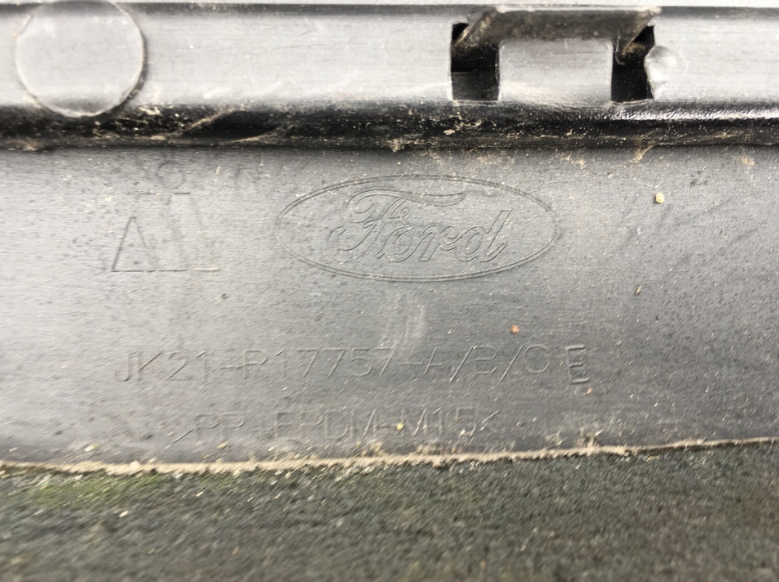 Ford
JK21-R17757-A/B/C E
>PP+EPDM-M15<